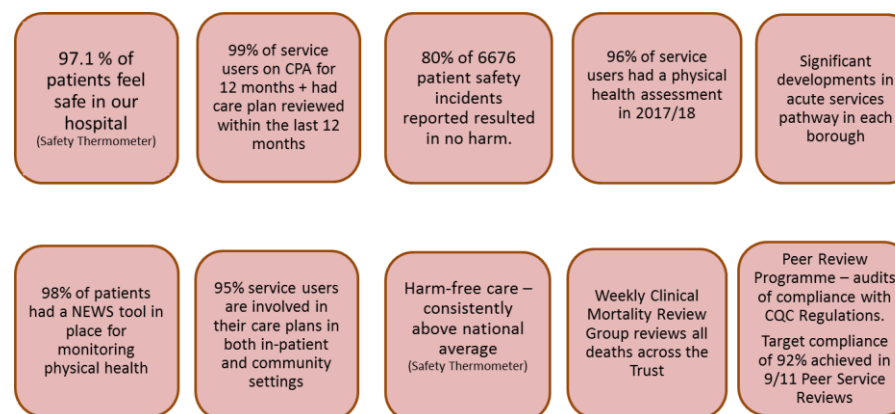 97.1 % of
patients feel
safe in our
hospital
(Safety Thermometer)
99% of service
users on CPA for
12 months + had
care plan reviewed
within the last 12
months
80% of 6676
patient safety
incidents
reported resulted
in no harm.
96% of service
users had a physical
health assessment
in 2017/18
Significant
developments in
acute services
pathway in each
borough
98% of patients
had a NEWS tool in
place for
monitoring
physical health
95% service users
are involved in
their care plans in
both in-patient
and community
settings
Harm-free care –
consistently
above national
average
(Safety Thermometer)
Weekly Clinical
Mortality Review
Group reviews all
deaths across the
Trust
Peer Review
Programme – audits
of compliance with
CQC Regulations.
Target compliance
of 92% achieved in
9/11 Peer Service
Reviews